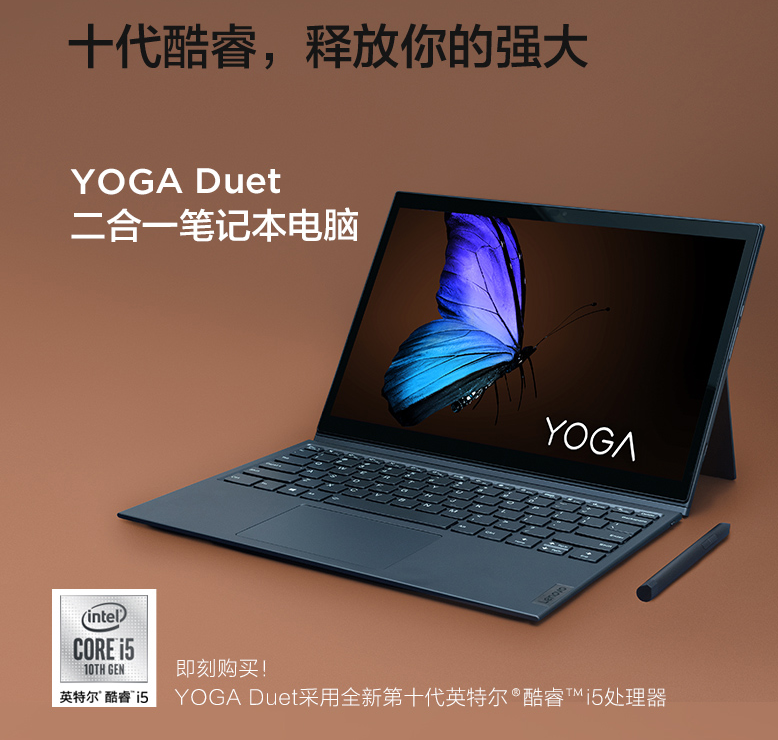 十代酷睿，释放你的强大
YOGA Duet
二合一笔记本电脑
YOGA
Lenovo
intel®
CORE i5
10TH GEN
英特尔® 酷睿™ i5
即刻购买！
YOGA Duet采用全新第十代英特尔®酷睿™i5处理器